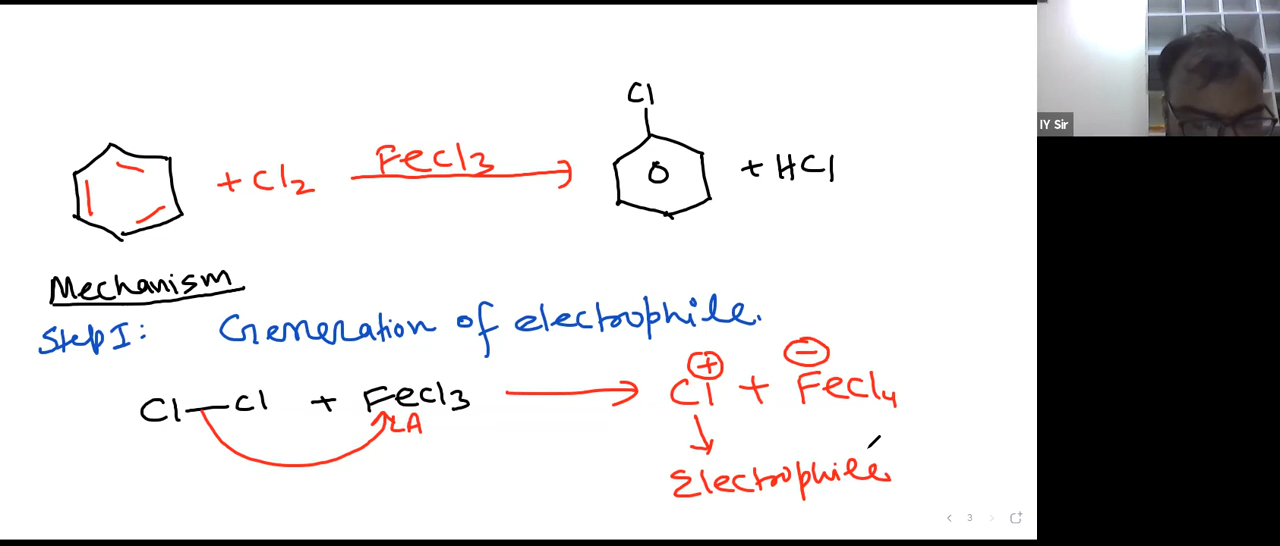 Cl
+ Cl2 FeCl3 + HCl
IY Sir
Mechanism
Step I: Generation of electrophile.
Cl—Cl + FeCl3 Cl⊕ + ⊖FeCl4
LA
Electrophile
3